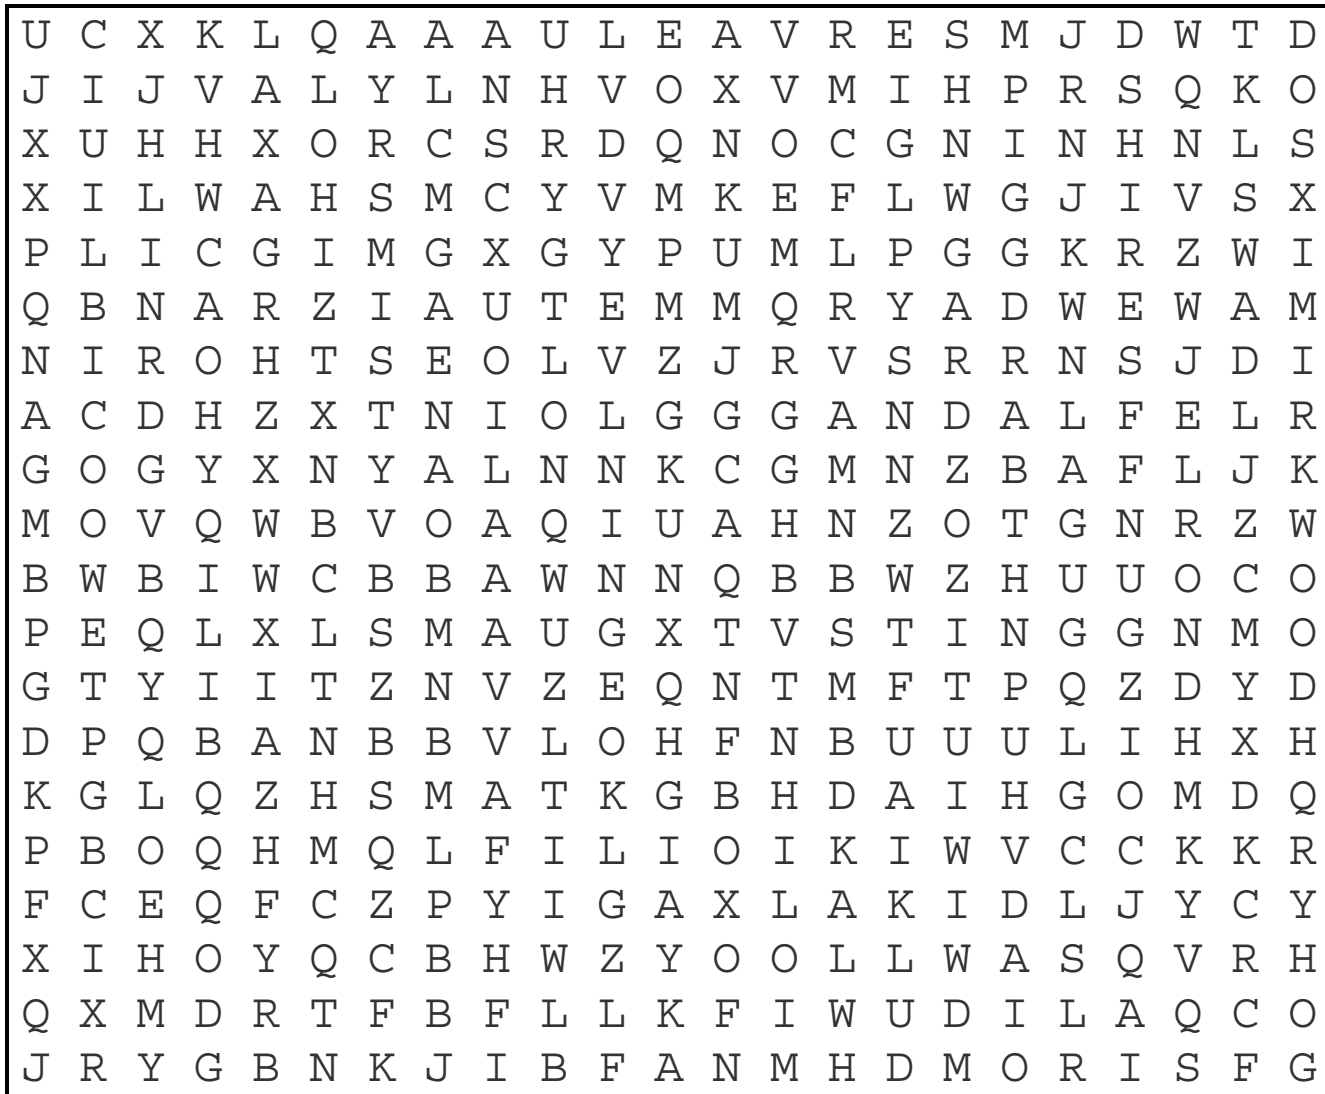 U C X K L Q A A A U L E A V R E S M J D W T D
J I J V A L Y L N H V O X V M I H P R S Q K O
X U H H X O R C S R D Q N O C G N I N H N L S
X I L W A H S M C Y V M K E F L W G J I V S X
P L I C G I M G X G Y P U M L P G G K R Z W I
Q B N A R Z I A U T E M M Q R Y A D W E W A M
N I R O H T S E O L V Z J R V S R R N S J D I
A C D H Z X T N I O L G G G A N D A L F E L R
G O G Y X N Y A L N N K C G M N Z B A F L J K
M O V Q W B V O A Q I U A H N Z O T G N R Z W
B W B I W C B B A W N N Q B B W Z H U U O C O
P E Q L X L S M A U G X T V S T I N G G N M O
G T Y I I T Z N V Z E Q N T M F T P Q Z D Y D
D P Q B A N B B V L O H F N B U U U L I H X H
K G L Q Z H S M A T K G B H D A I H G O M D Q
P B O Q H M Q L F I L I O I K I W V C C K K R
F C E Q F C Z P Y I G A X L A K I D L J Y C Y
X I H O Y Q C B H W Z Y O O L L W A S Q V R H
Q X M D R T F B F L L K F I W U D I L A Q C O
J R Y G B N K J I B F A N M H D M O R I S F G